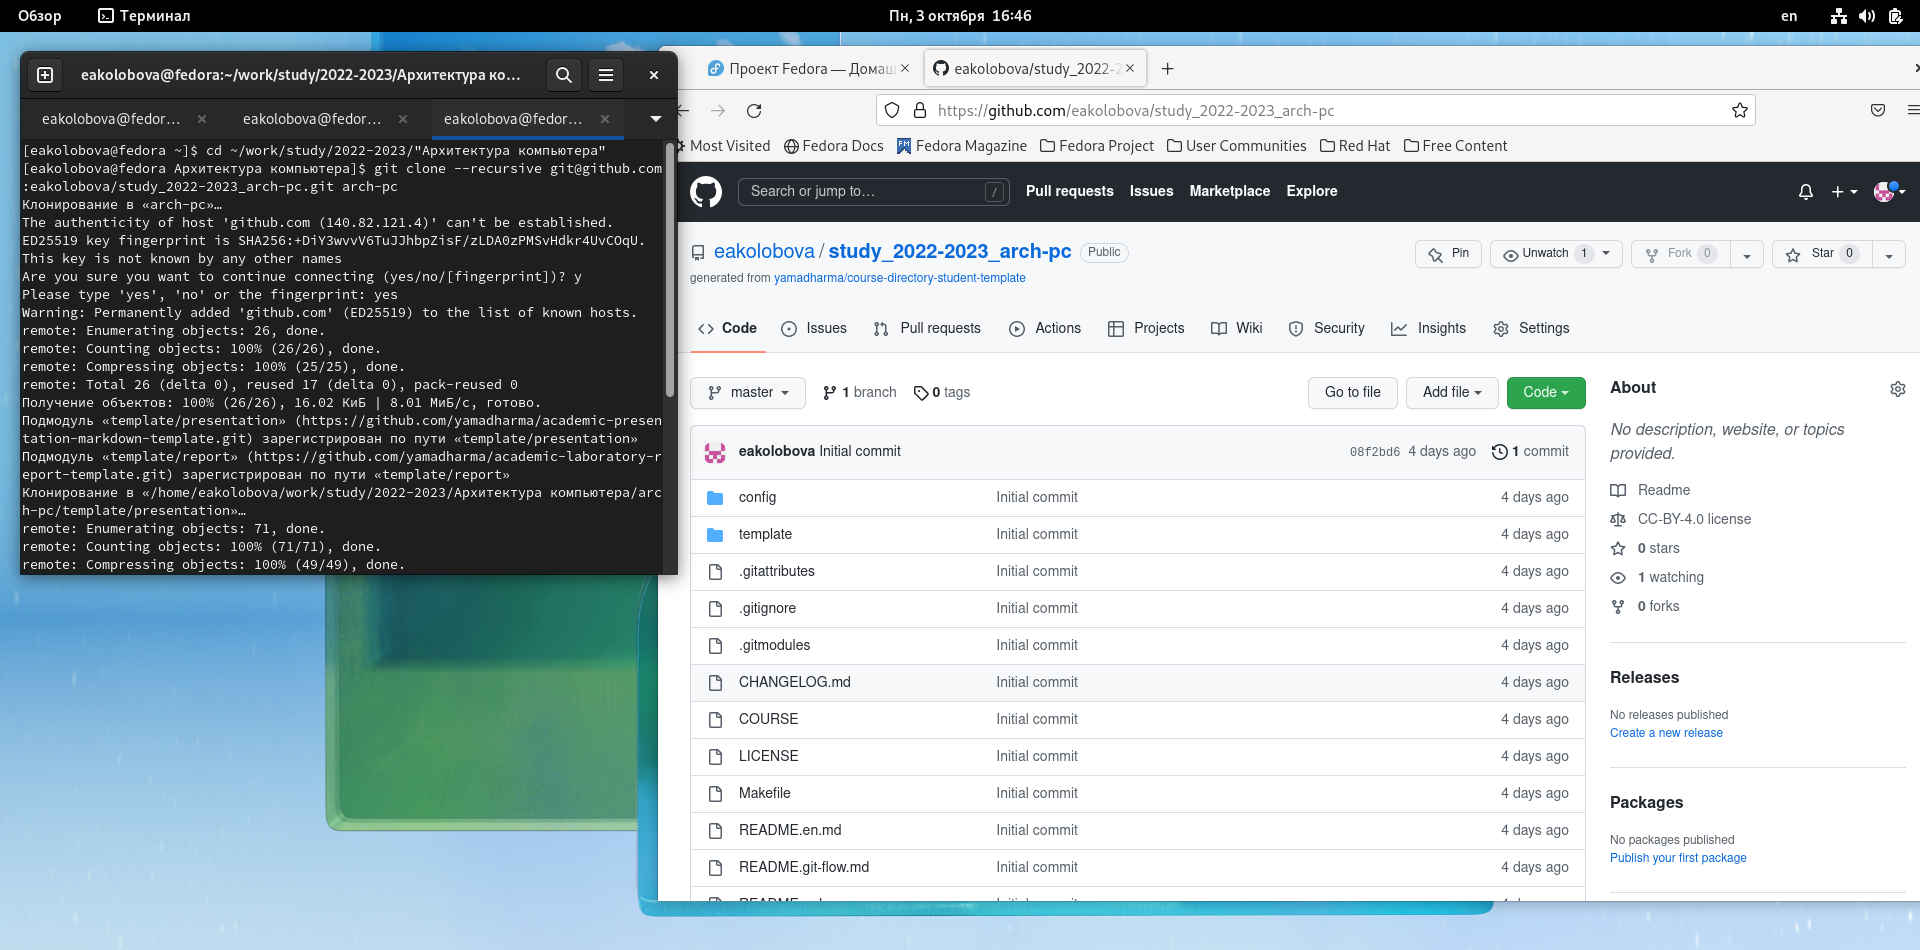 Обзор
Терминал
Пн, 3 октября 16:46
en
eakolobova@fedora:~/work/study/2022-2023/Архитектура ко...
eakolobova@fedor...
eakolobova@fedor...
eakolobova@fedor...
[eakolobova@fedora ~]$ cd ~/work/study/2022-2023/"Архитектура компьютера"
[eakolobova@fedora Архитектура компьютера]$ git clone --recursive git@github.com
:eakolobova/study_2022-2023_arch-pc.git arch-pc
Клонирование в «arch-pc»…
The authenticity of host 'github.com (140.82.121.4)' can't be established.
ED25519 key fingerprint is SHA256:+DiY3wvvV6TuJJhbpZisF/zLDA0zPMSvHdkr4UvCOqU.
This key is not known by any other names
Are you sure you want to continue connecting (yes/no/[fingerprint])? y
Please type 'yes', 'no' or the fingerprint: yes
Warning: Permanently added 'github.com' (ED25519) to the list of known hosts.
remote: Enumerating objects: 26, done.
remote: Counting objects: 100% (26/26), done.
remote: Compressing objects: 100% (25/25), done.
remote: Total 26 (delta 0), reused 17 (delta 0), pack-reused 0
Получение объектов: 100% (26/26), 16.02 КиБ | 8.01 МиБ/с, готово.
Подмодуль «template/presentation» (https://github.com/yamadharma/academic-presen
tation-markdown-template.git) зарегистрирован по пути «template/presentation»
Подмодуль «template/report» (https://github.com/yamadharma/academic-laboratory-r
eport-template.git) зарегистрирован по пути «template/report»
Клонирование в «/home/eakolobova/work/study/2022-2023/Архитектура компьютера/arc
h-pc/template/presentation»…
remote: Enumerating objects: 71, done.
remote: Counting objects: 100% (71/71), done.
remote: Compressing objects: 100% (49/49), done.
Проект Fedora — Домаш
eakolobova/study_2022-2
https://github.com/eakolobova/study_2022-2023_arch-pc
Most Visited
Fedora Docs
Fedora Magazine
Fedora Project
User Communities
Red Hat
Free Content
Search or jump to…
/
Pull requests
Issues
Marketplace
Explore
eakolobova / study_2022-2023_arch-pc
Public
generated from yamadharma/course-directory-student-template
Pin
Unwatch 1
Fork 0
Star 0
Code
Issues
Pull requests
Actions
Projects
Wiki
Security
Insights
Settings
master
1 branch
0 tags
Go to file
Add file
Code
eakolobova Initial commit
08f2bd6 4 days ago
1 commit
config Initial commit 4 days ago
template Initial commit 4 days ago
.gitattributes Initial commit 4 days ago
.gitignore Initial commit 4 days ago
.gitmodules Initial commit 4 days ago
CHANGELOG.md Initial commit 4 days ago
COURSE Initial commit 4 days ago
LICENSE Initial commit 4 days ago
Makefile Initial commit 4 days ago
README.en.md Initial commit 4 days ago
README.git-flow.md Initial commit 4 days ago
About
No description, website, or topics
provided.
Readme
CC-BY-4.0 license
0 stars
1 watching
0 forks
Releases
No releases published
Create a new release
Packages
No packages published
Publish your first package